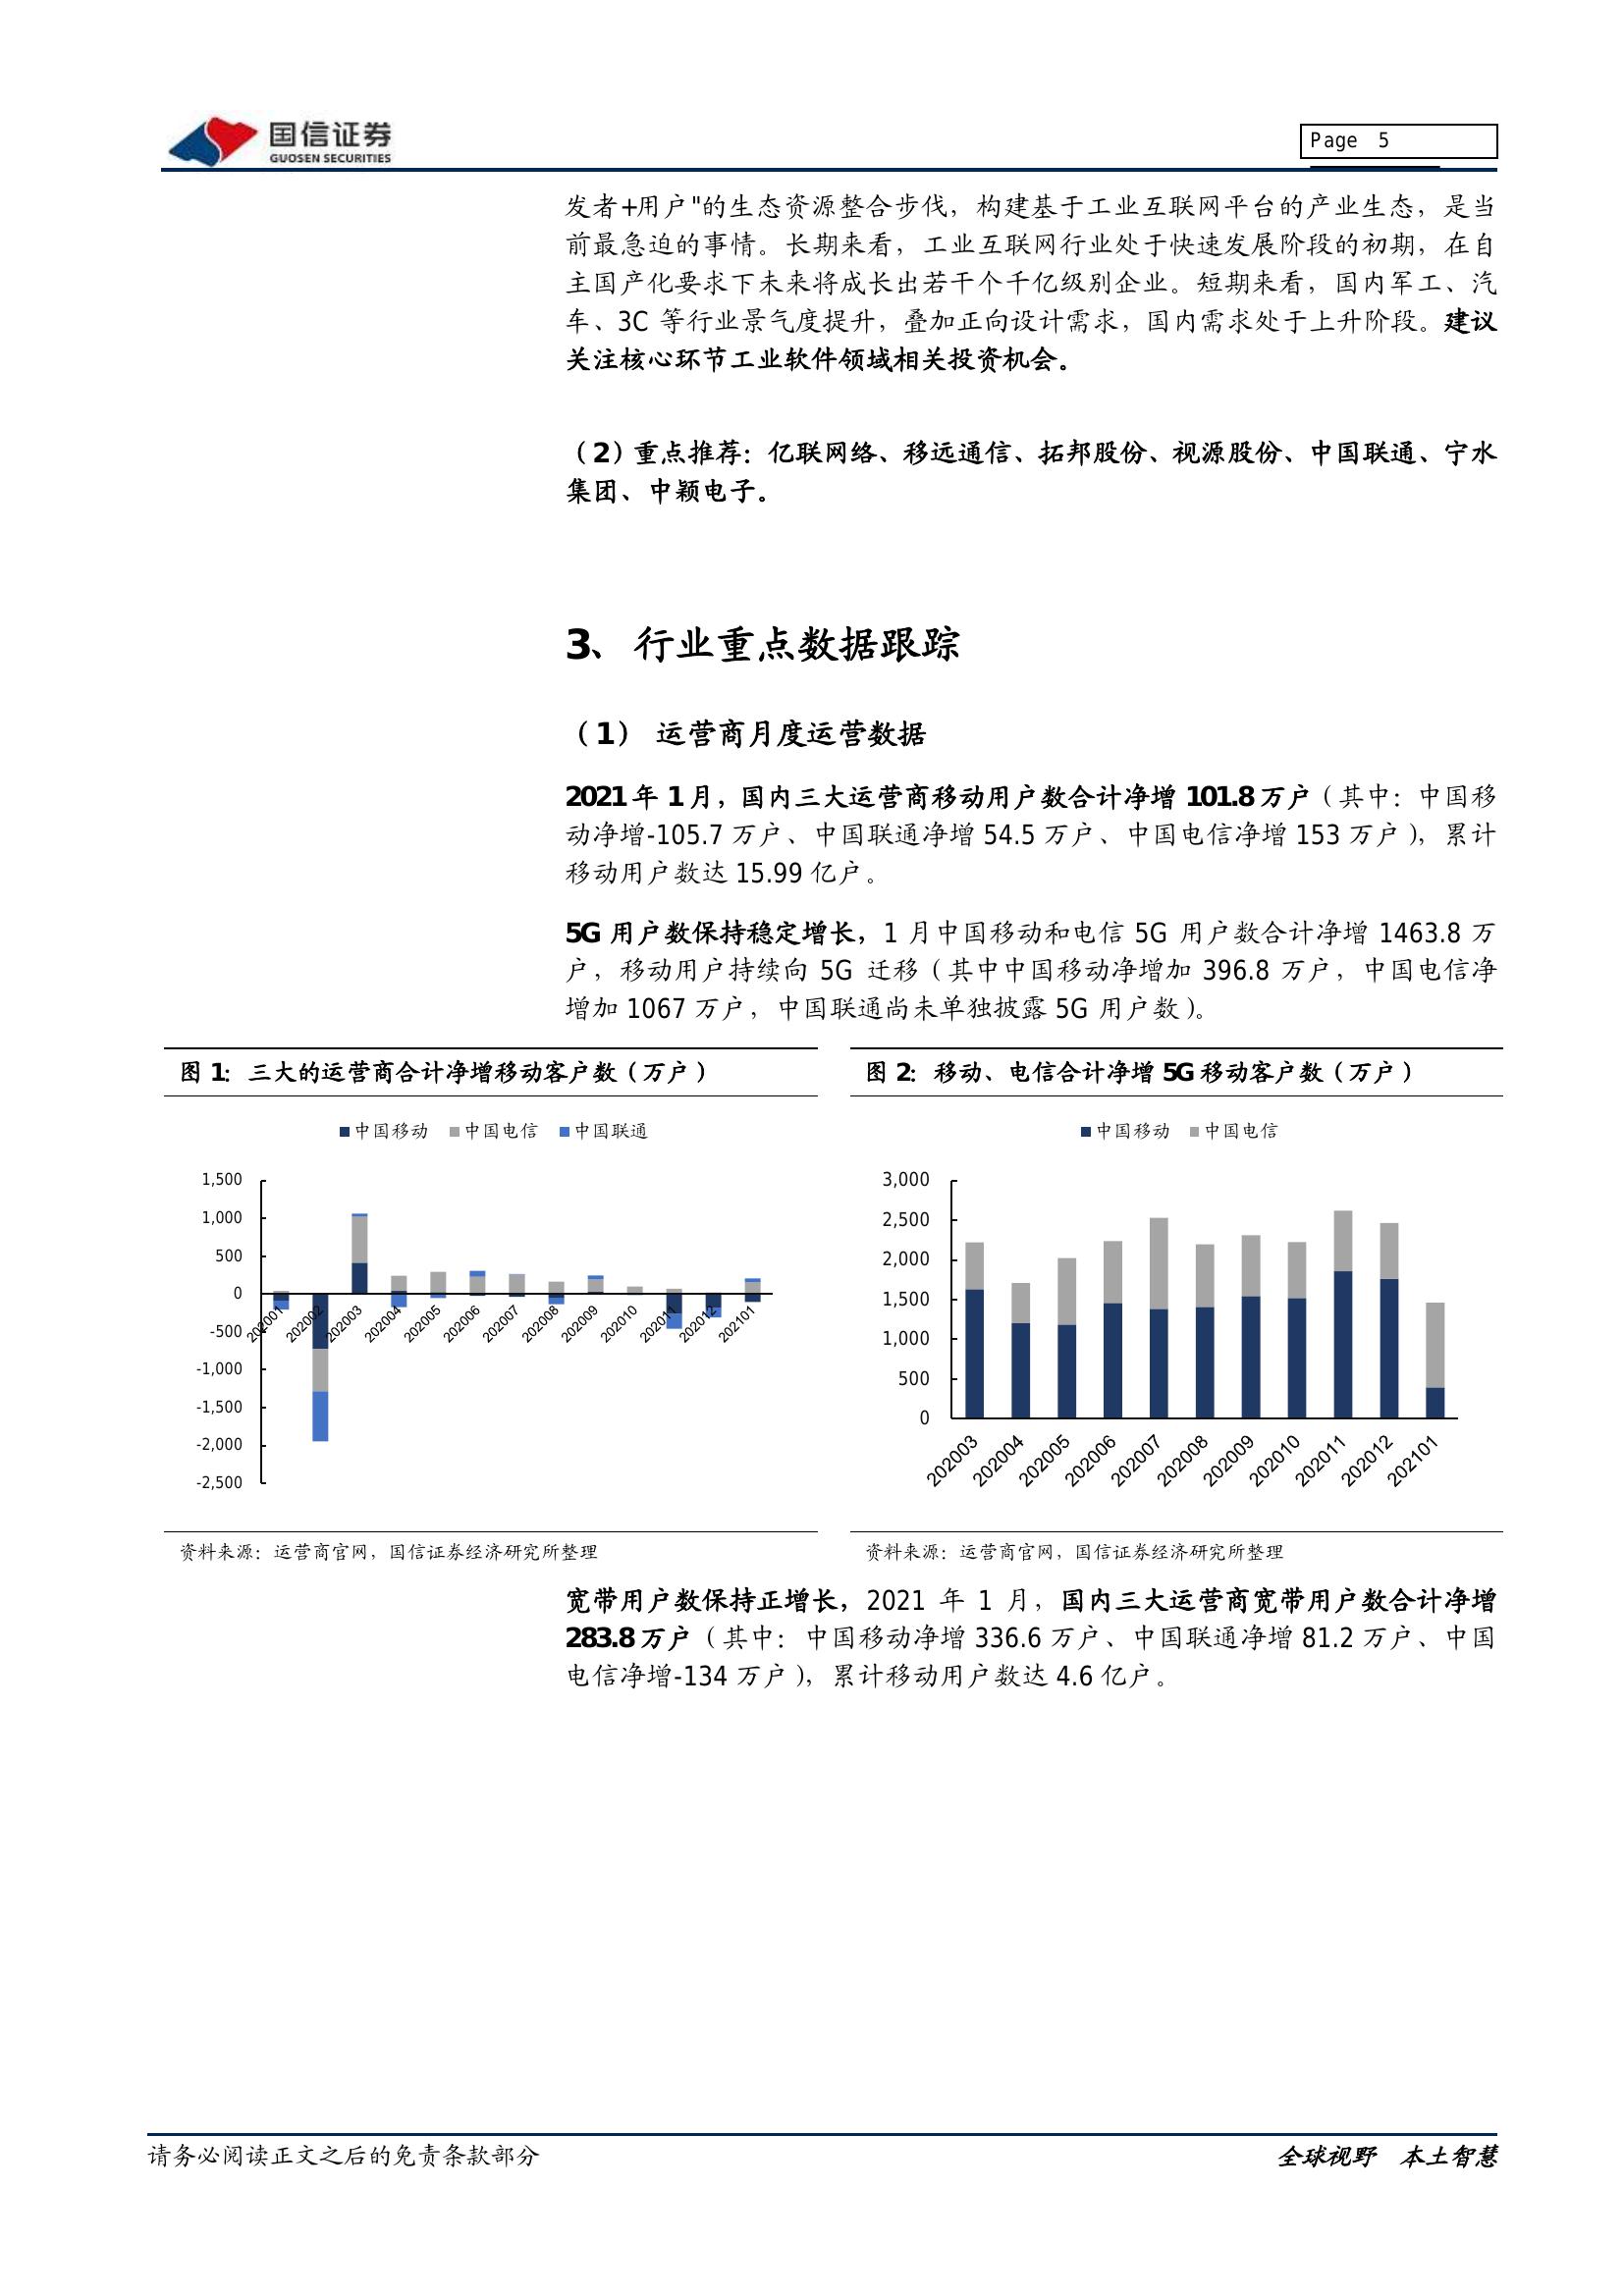 国信证券
GUOSEN SECURITIES
Page 5
发者+用户"的生态资源整合步伐，构建基于工业互联网平台的产业生态，是当
前最急迫的事情。长期来看，工业互联网行业处于快速发展阶段的初期，在自
主国产化要求下未来将成长出若干个千亿级别企业。短期来看，国内军工、汽
车、3C 等行业景气度提升，叠加正向设计需求，国内需求处于上升阶段。建议
关注核心环节工业软件领域相关投资机会。
（2）重点推荐：亿联网络、移远通信、拓邦股份、视源股份、中国联通、宁水
集团、中颖电子。
3、行业重点数据跟踪
（1） 运营商月度运营数据
2021 年 1 月，国内三大运营商移动用户数合计净增 101.8 万户（其中：中国移
动净增-105.7 万户、中国联通净增 54.5 万户、中国电信净增 153 万户），累计
移动用户数达 15.99 亿户。
5G 用户数保持稳定增长，1 月中国移动和电信 5G 用户数合计净增 1463.8 万
户，移动用户持续向 5G 迁移（其中中国移动净增加 396.8 万户，中国电信净
增加 1067 万户，中国联通尚未单独披露 5G 用户数）。
图 1：三大的运营商合计净增移动客户数（万户）
中国移动 中国电信 中国联通
1,500
1,000
500
0
-500
-1,000
-1,500
-2,000
-2,500
202001 202002 202003 202004 202005 202006 202007 202008 202009 202010 202011 202012 202101
资料来源：运营商官网，国信证券经济研究所整理
图 2：移动、电信合计净增 5G 移动客户数（万户）
中国移动 中国电信
3,000
2,500
2,000
1,500
1,000
500
0
202003 202004 202005 202006 202007 202008 202009 202010 202011 202012 202101
资料来源：运营商官网，国信证券经济研究所整理
宽带用户数保持正增长，2021 年 1 月，国内三大运营商宽带用户数合计净增
283.8 万户（其中：中国移动净增 336.6 万户、中国联通净增 81.2 万户、中国
电信净增-134 万户），累计移动用户数达 4.6 亿户。
请务必阅读正文之后的免责条款部分
全球视野 本土智慧